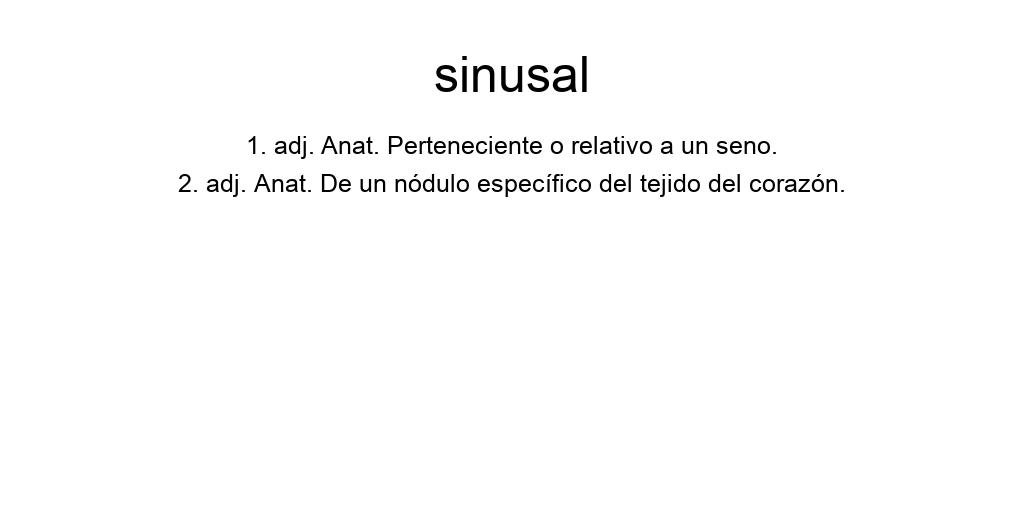 sinusal
1. adj. Anat. Perteneciente o relativo a un seno.
2. adj. Anat. De un nódulo específico del tejido del corazón.